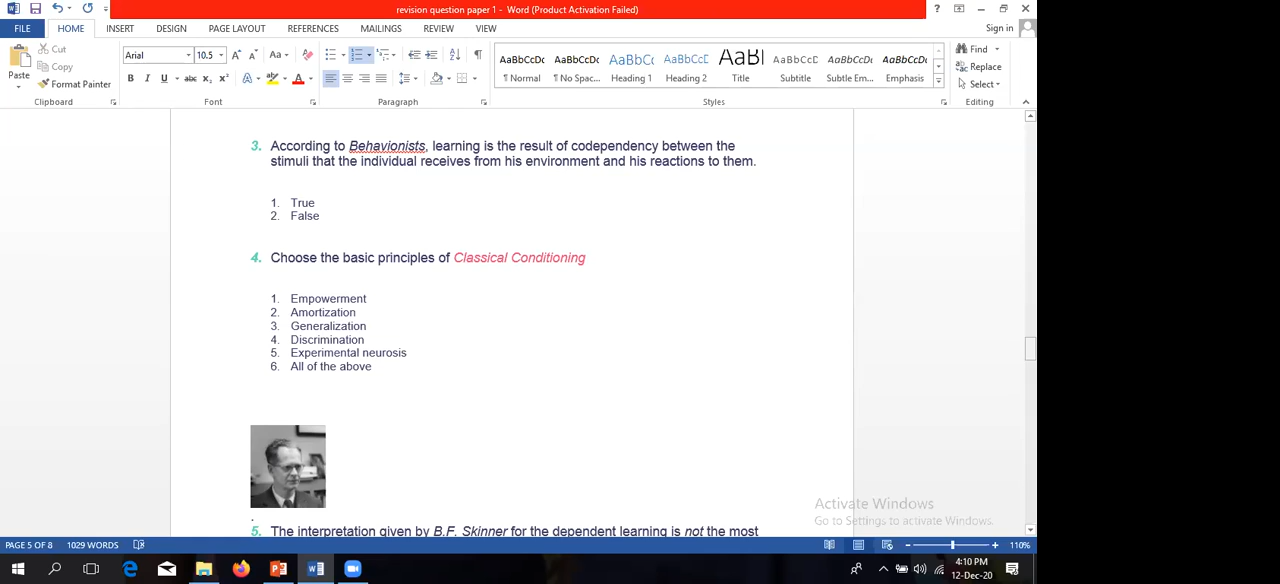 revision question paper 1 - Word (Product Activation Failed)
FILE HOME INSERT DESIGN PAGE LAYOUT REFERENCES MAILINGS REVIEW VIEW Sign in
Paste Cut Copy Format Painter
Clipboard
Arial 10.5
Font
Paragraph
AaBbCcDc AaBbCcDc AaBbCc AaBbCcE AaBl AaBbCcD AaBbCcDc AaBbCcDc
¶ Normal ¶ No Spac... Heading 1 Heading 2 Title Subtitle Subtle Em... Emphasis
Styles
Find
Replace
Select
Editing
3. According to Behavionists, learning is the result of codependency between the
stimuli that the individual receives from his environment and his reactions to them.
1. True
2. False
4. Choose the basic principles of Classical Conditioning
1. Empowerment
2. Amortization
3. Generalization
4. Discrimination
5. Experimental neurosis
6. All of the above
5. The interpretation given by B.F. Skinner for the dependent learning is not the most
Activate Windows
Go to Settings to activate Windows.
PAGE 5 OF 8 1029 WORDS 110%
4:10 PM
12-Dec-20